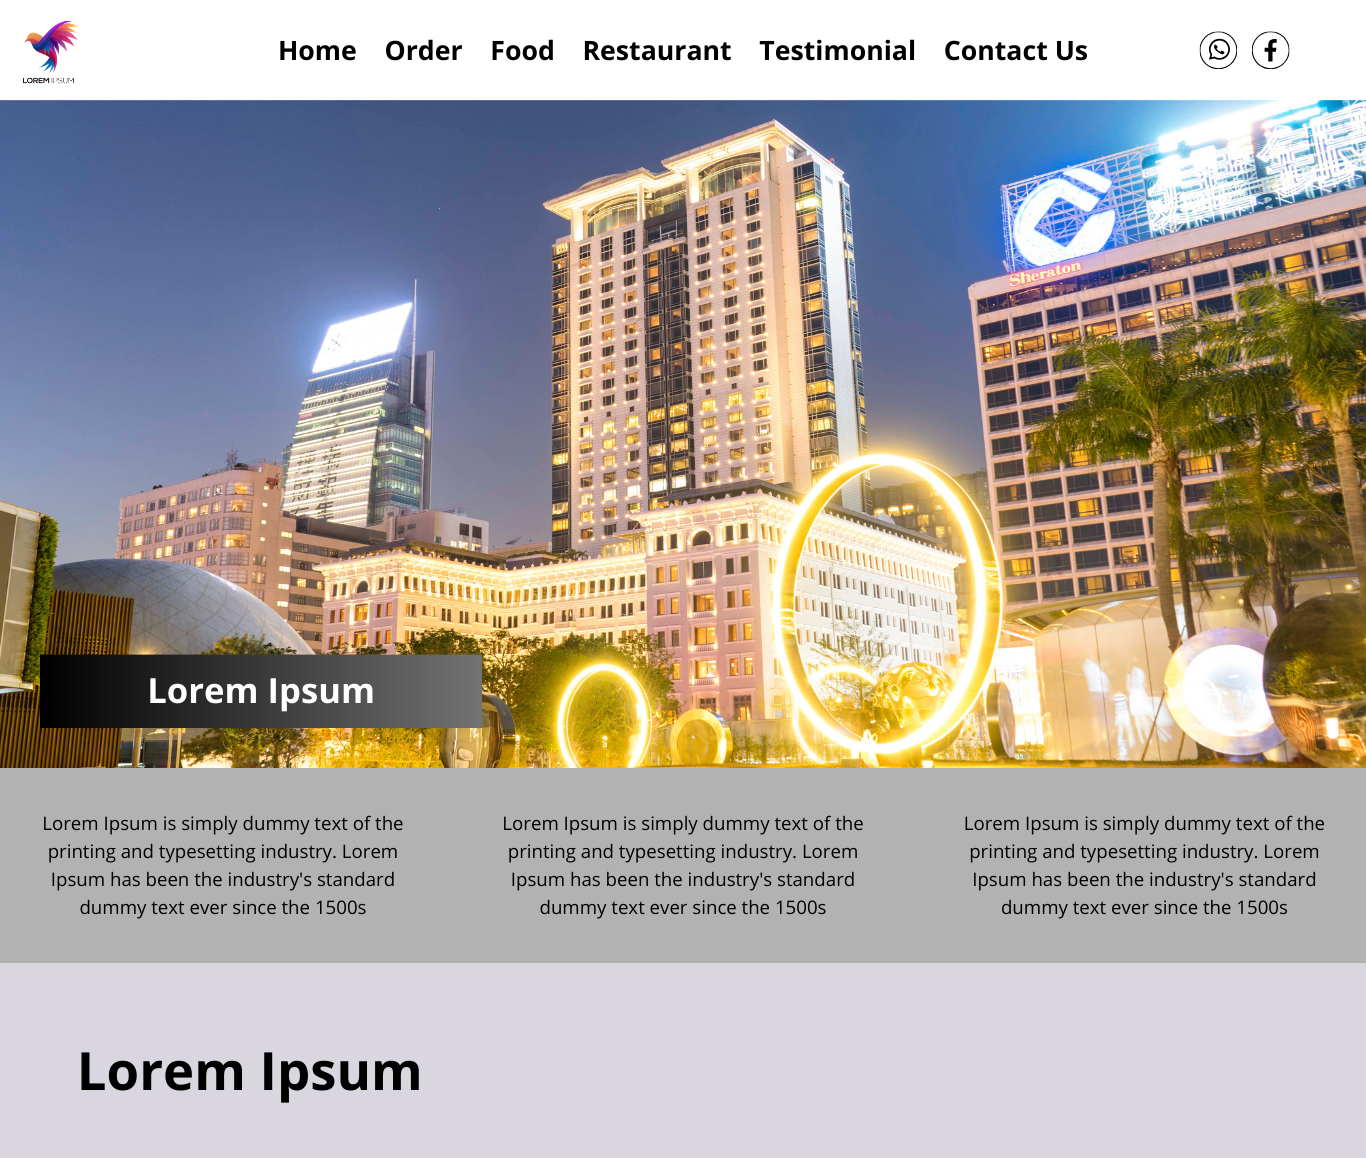 LOREM IPSUM
Home Order Food Restaurant Testimonial Contact Us
Sheraton
Lorem Ipsum
Lorem Ipsum is simply dummy text of the
printing and typesetting industry. Lorem
Ipsum has been the industry's standard
dummy text ever since the 1500s
Lorem Ipsum is simply dummy text of the
printing and typesetting industry. Lorem
Ipsum has been the industry's standard
dummy text ever since the 1500s
Lorem Ipsum is simply dummy text of the
printing and typesetting industry. Lorem
Ipsum has been the industry's standard
dummy text ever since the 1500s
Lorem Ipsum